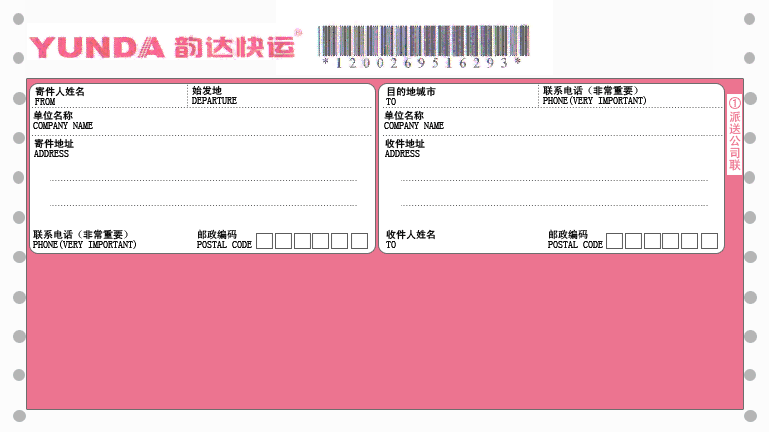 YUNDA 韵达快运®
*1200269516293*
寄件人姓名 始发地
FROM DEPARTURE
单位名称
COMPANY NAME
寄件地址
ADDRESS
联系电话（非常重要） 邮政编码
PHONE(VERY IMPORTANT) POSTAL CODE
目的地城市 联系电话（非常重要）
TO PHONE(VERY IMPORTANT)
单位名称
COMPANY NAME
收件地址
ADDRESS
收件人姓名 邮政编码
TO POSTAL CODE
①派送公司联